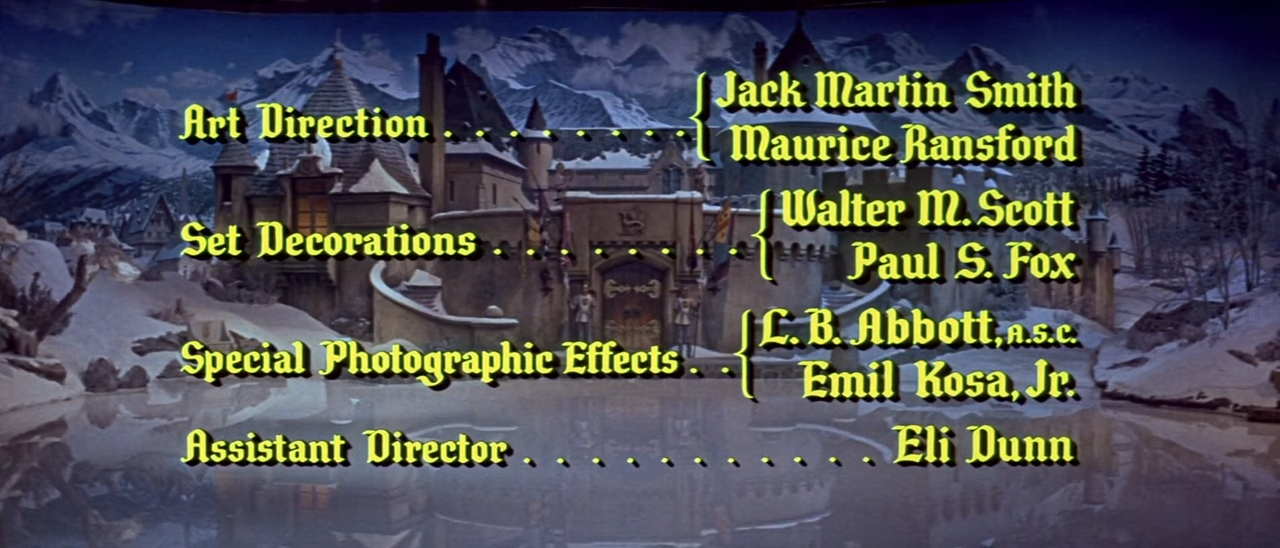 Art Direction . . . . . . . . { Jack Martin Smith
Maurice Ransford
Set Decorations . . . . . . . . { Walter M. Scott
Paul S. Fox
Special Photographic Effects . . { L. B. Abbott, A.S.C.
Emil Kosa, Jr.
Assistant Director . . . . . . . . . . . Eli Dunn